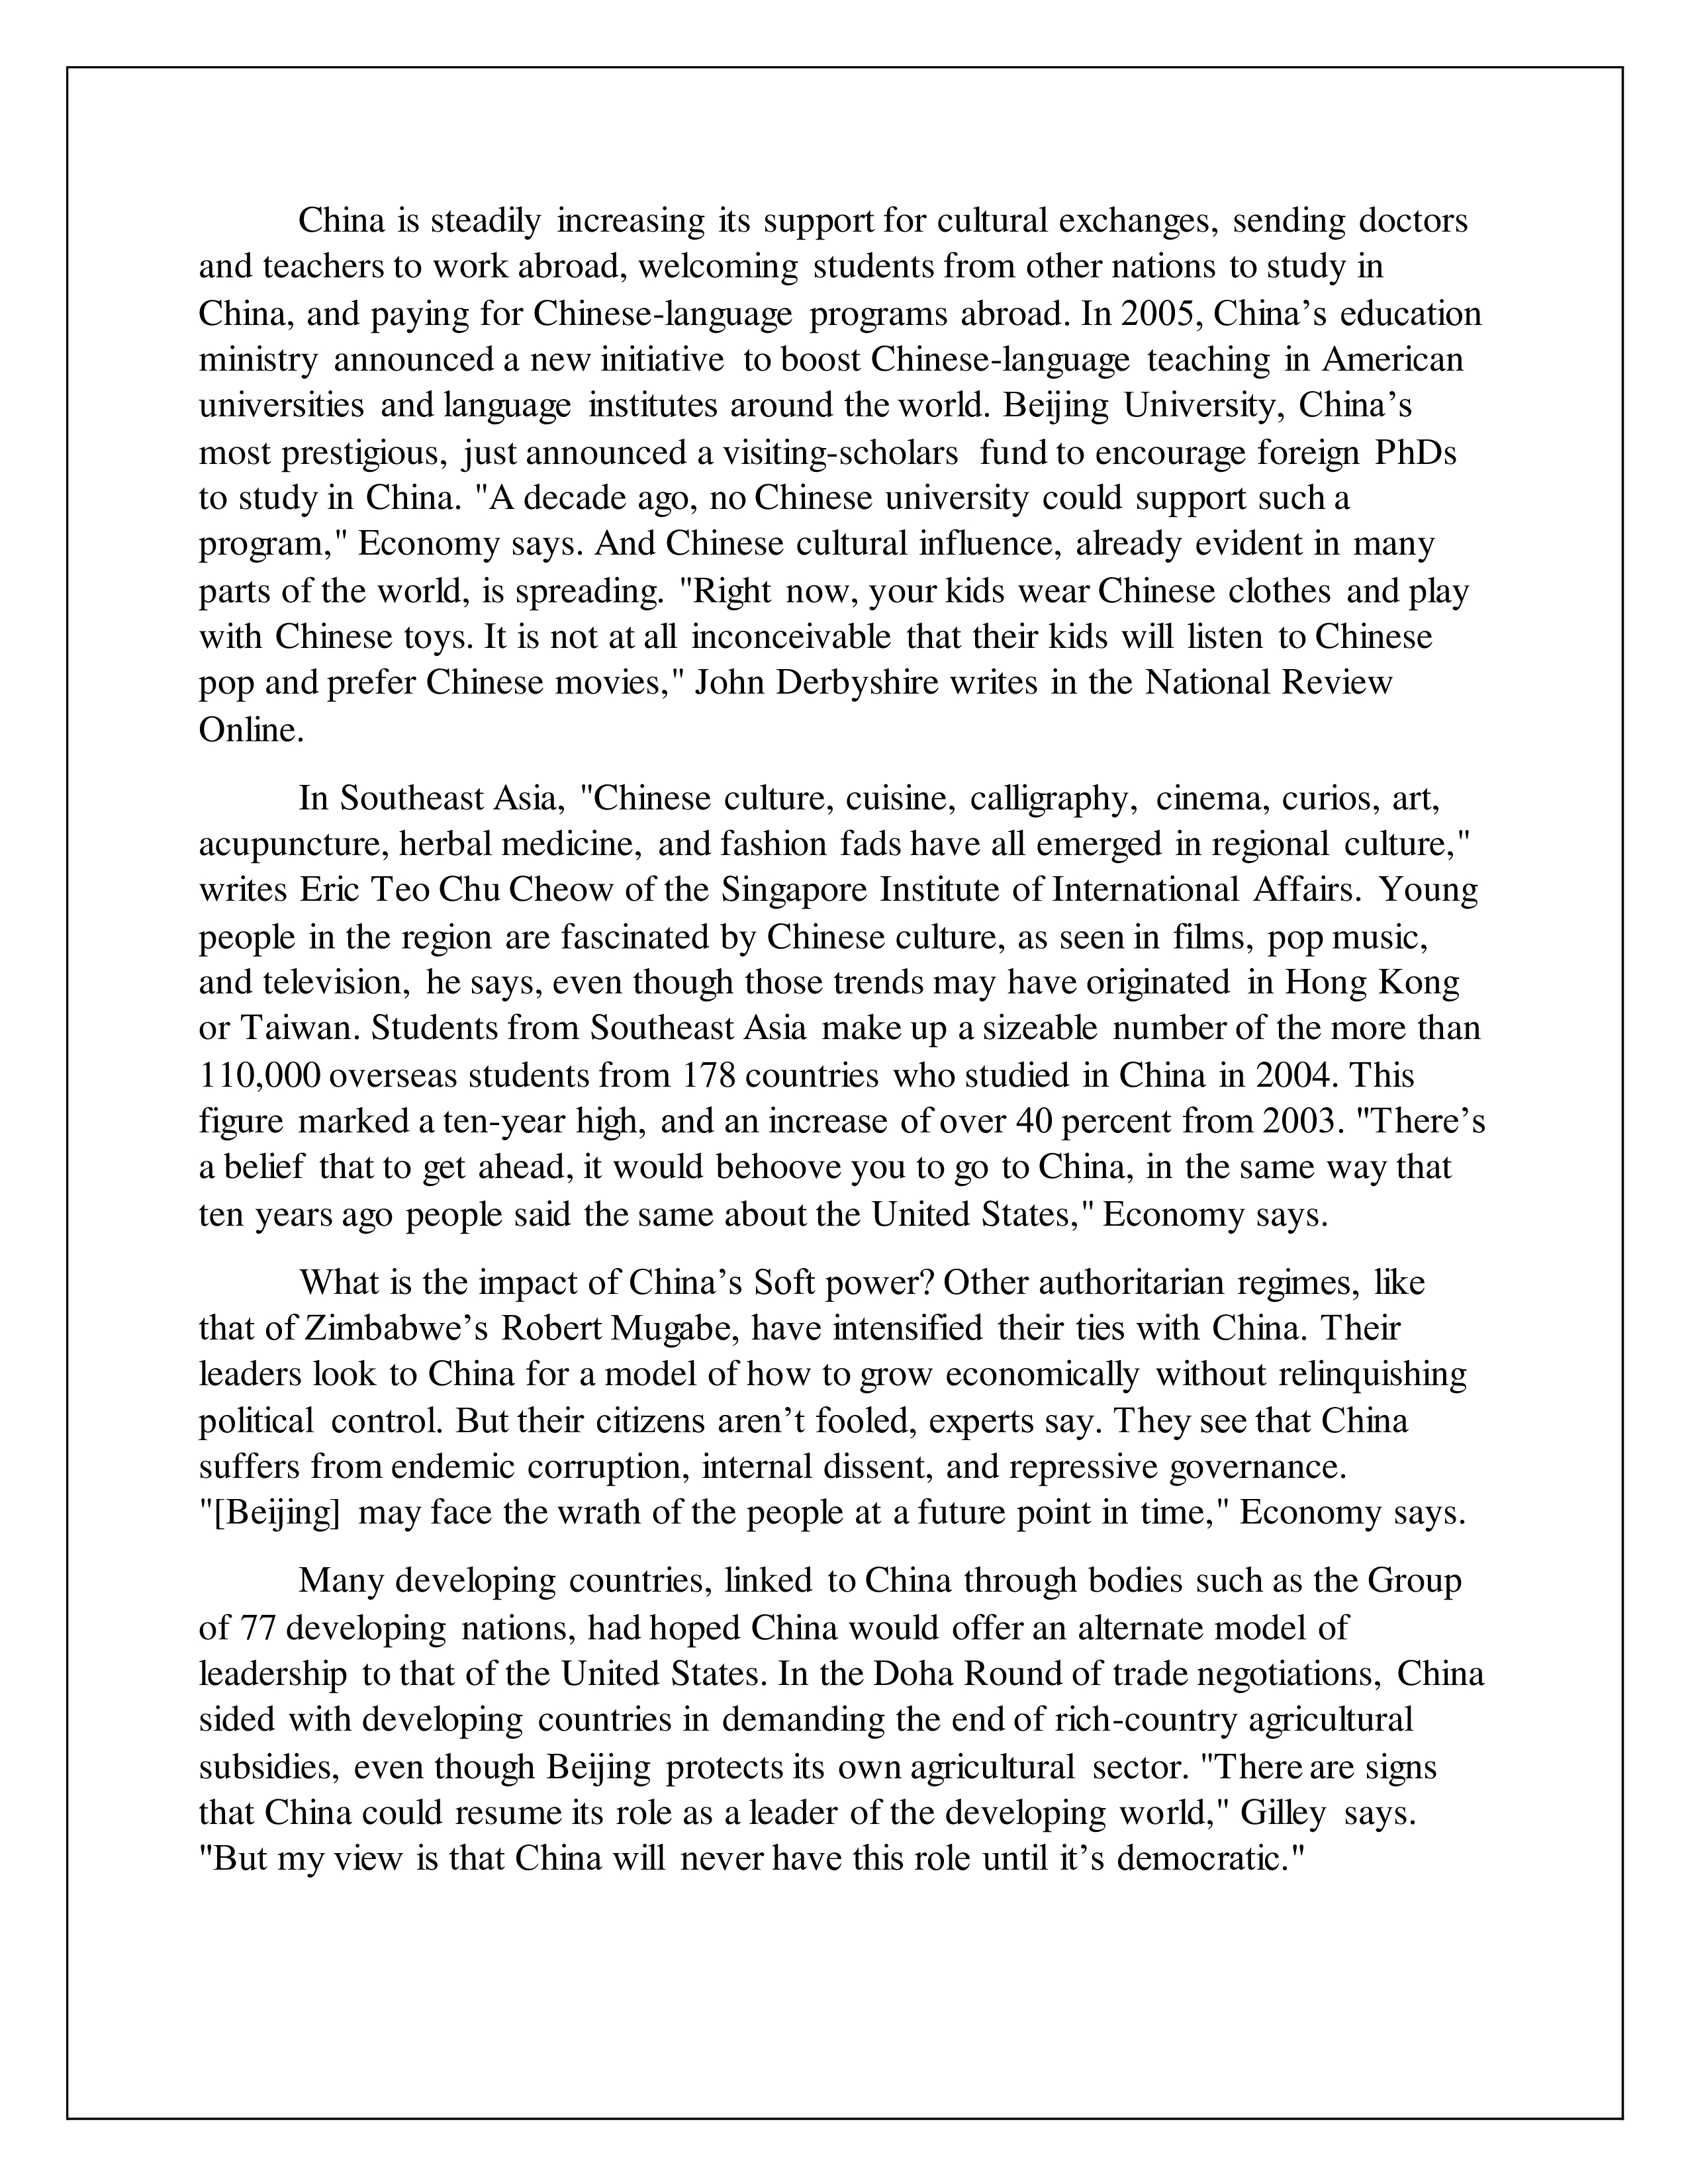 China is steadily increasing its support for cultural exchanges, sending doctors
and teachers to work abroad, welcoming students from other nations to study in
China, and paying for Chinese-language programs abroad. In 2005, China’s education
ministry announced a new initiative to boost Chinese-language teaching in American
universities and language institutes around the world. Beijing University, China’s
most prestigious, just announced a visiting-scholars fund to encourage foreign PhDs
to study in China. "A decade ago, no Chinese university could support such a
program," Economy says. And Chinese cultural influence, already evident in many
parts of the world, is spreading. "Right now, your kids wear Chinese clothes and play
with Chinese toys. It is not at all inconceivable that their kids will listen to Chinese
pop and prefer Chinese movies," John Derbyshire writes in the National Review
Online.
In Southeast Asia, "Chinese culture, cuisine, calligraphy, cinema, curios, art,
acupuncture, herbal medicine, and fashion fads have all emerged in regional culture,"
writes Eric Teo Chu Cheow of the Singapore Institute of International Affairs. Young
people in the region are fascinated by Chinese culture, as seen in films, pop music,
and television, he says, even though those trends may have originated in Hong Kong
or Taiwan. Students from Southeast Asia make up a sizeable number of the more than
110,000 overseas students from 178 countries who studied in China in 2004. This
figure marked a ten-year high, and an increase of over 40 percent from 2003. "There’s
a belief that to get ahead, it would behoove you to go to China, in the same way that
ten years ago people said the same about the United States," Economy says.
What is the impact of China’s Soft power? Other authoritarian regimes, like
that of Zimbabwe’s Robert Mugabe, have intensified their ties with China. Their
leaders look to China for a model of how to grow economically without relinquishing
political control. But their citizens aren’t fooled, experts say. They see that China
suffers from endemic corruption, internal dissent, and repressive governance.
"[Beijing] may face the wrath of the people at a future point in time," Economy says.
Many developing countries, linked to China through bodies such as the Group
of 77 developing nations, had hoped China would offer an alternate model of
leadership to that of the United States. In the Doha Round of trade negotiations, China
sided with developing countries in demanding the end of rich-country agricultural
subsidies, even though Beijing protects its own agricultural sector. "There are signs
that China could resume its role as a leader of the developing world," Gilley says.
"But my view is that China will never have this role until it’s democratic."